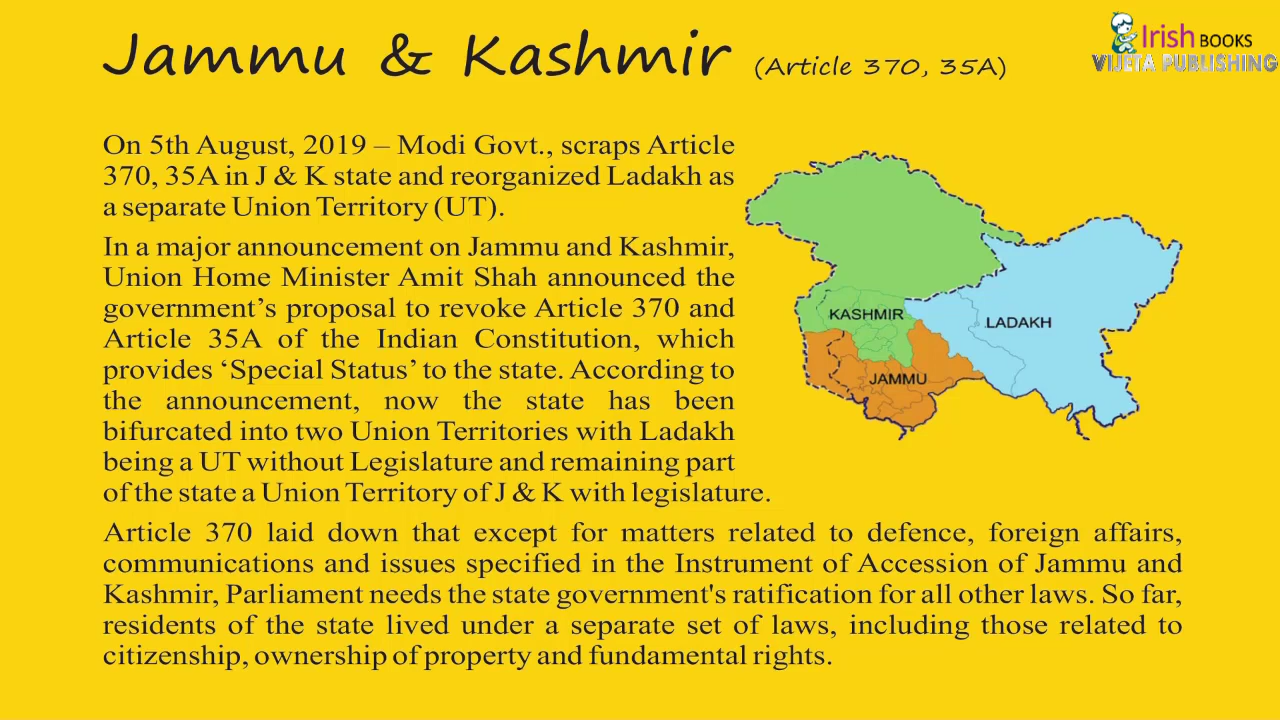 Jammu & Kashmir (Article 370, 35A)
Irish BOOKS
VIJETA PUBLISHING
On 5th August, 2019 – Modi Govt., scraps Article
370, 35A in J & K state and reorganized Ladakh as
a separate Union Territory (UT).
In a major announcement on Jammu and Kashmir,
Union Home Minister Amit Shah announced the
government’s proposal to revoke Article 370 and
Article 35A of the Indian Constitution, which
provides ‘Special Status’ to the state. According to
the announcement, now the state has been
bifurcated into two Union Territories with Ladakh
being a UT without Legislature and remaining part
of the state a Union Territory of J & K with legislature.
KASHMIR
LADAKH
JAMMU
Article 370 laid down that except for matters related to defence, foreign affairs,
communications and issues specified in the Instrument of Accession of Jammu and
Kashmir, Parliament needs the state government's ratification for all other laws. So far,
residents of the state lived under a separate set of laws, including those related to
citizenship, ownership of property and fundamental rights.